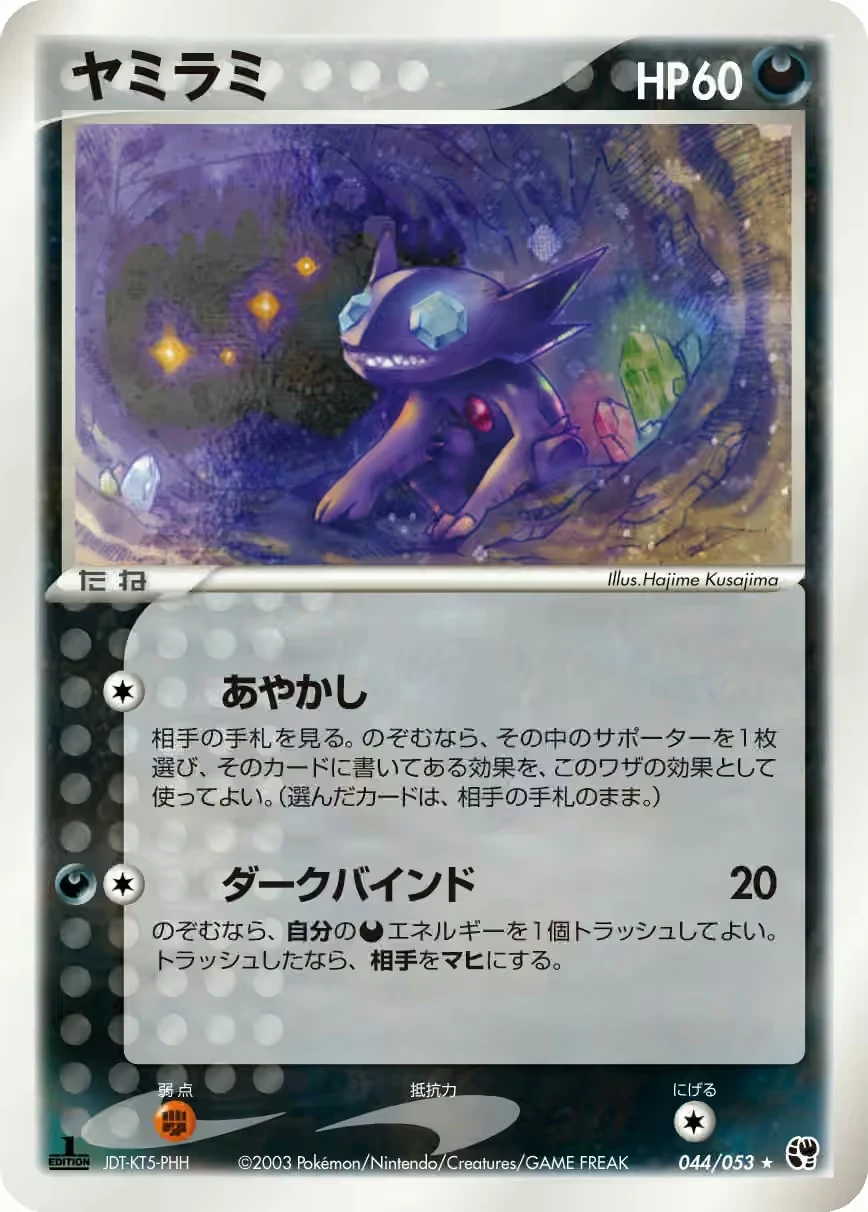 ヤミラミ
HP60
たね
Illus.Hajime Kusajima
あやかし
相手の手札を見る。のぞむなら、その中のサポーターを1枚
選び、そのカードに書いてある効果を、このワザの効果として
使ってよい。(選んだカードは、相手の手札のまま。)
ダークバインド 20
のぞむなら、自分のエネルギーを1個トラッシュしてよい。
トラッシュしたなら、相手をマヒにする。
弱点 抵抗力 にげる
1 EDITION JDT-KT5-PHH ©2003 Pokémon/Nintendo/Creatures/GAME FREAK 044/053 ★